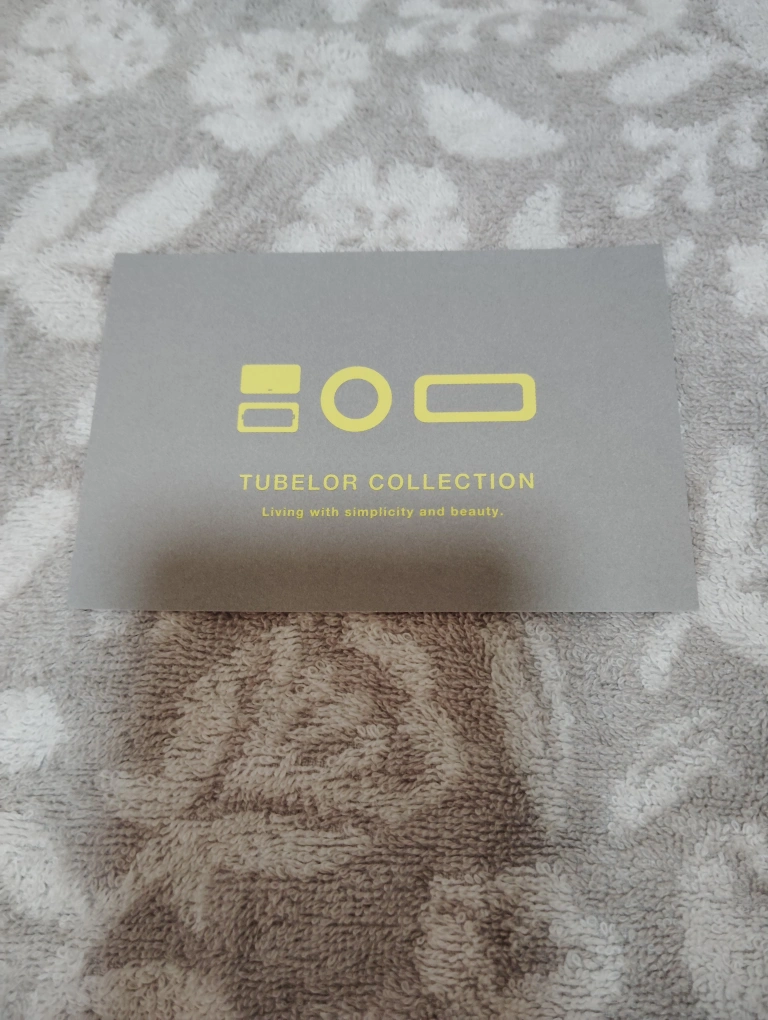 TUBELOR COLLECTION
Living with simplicity and beauty.